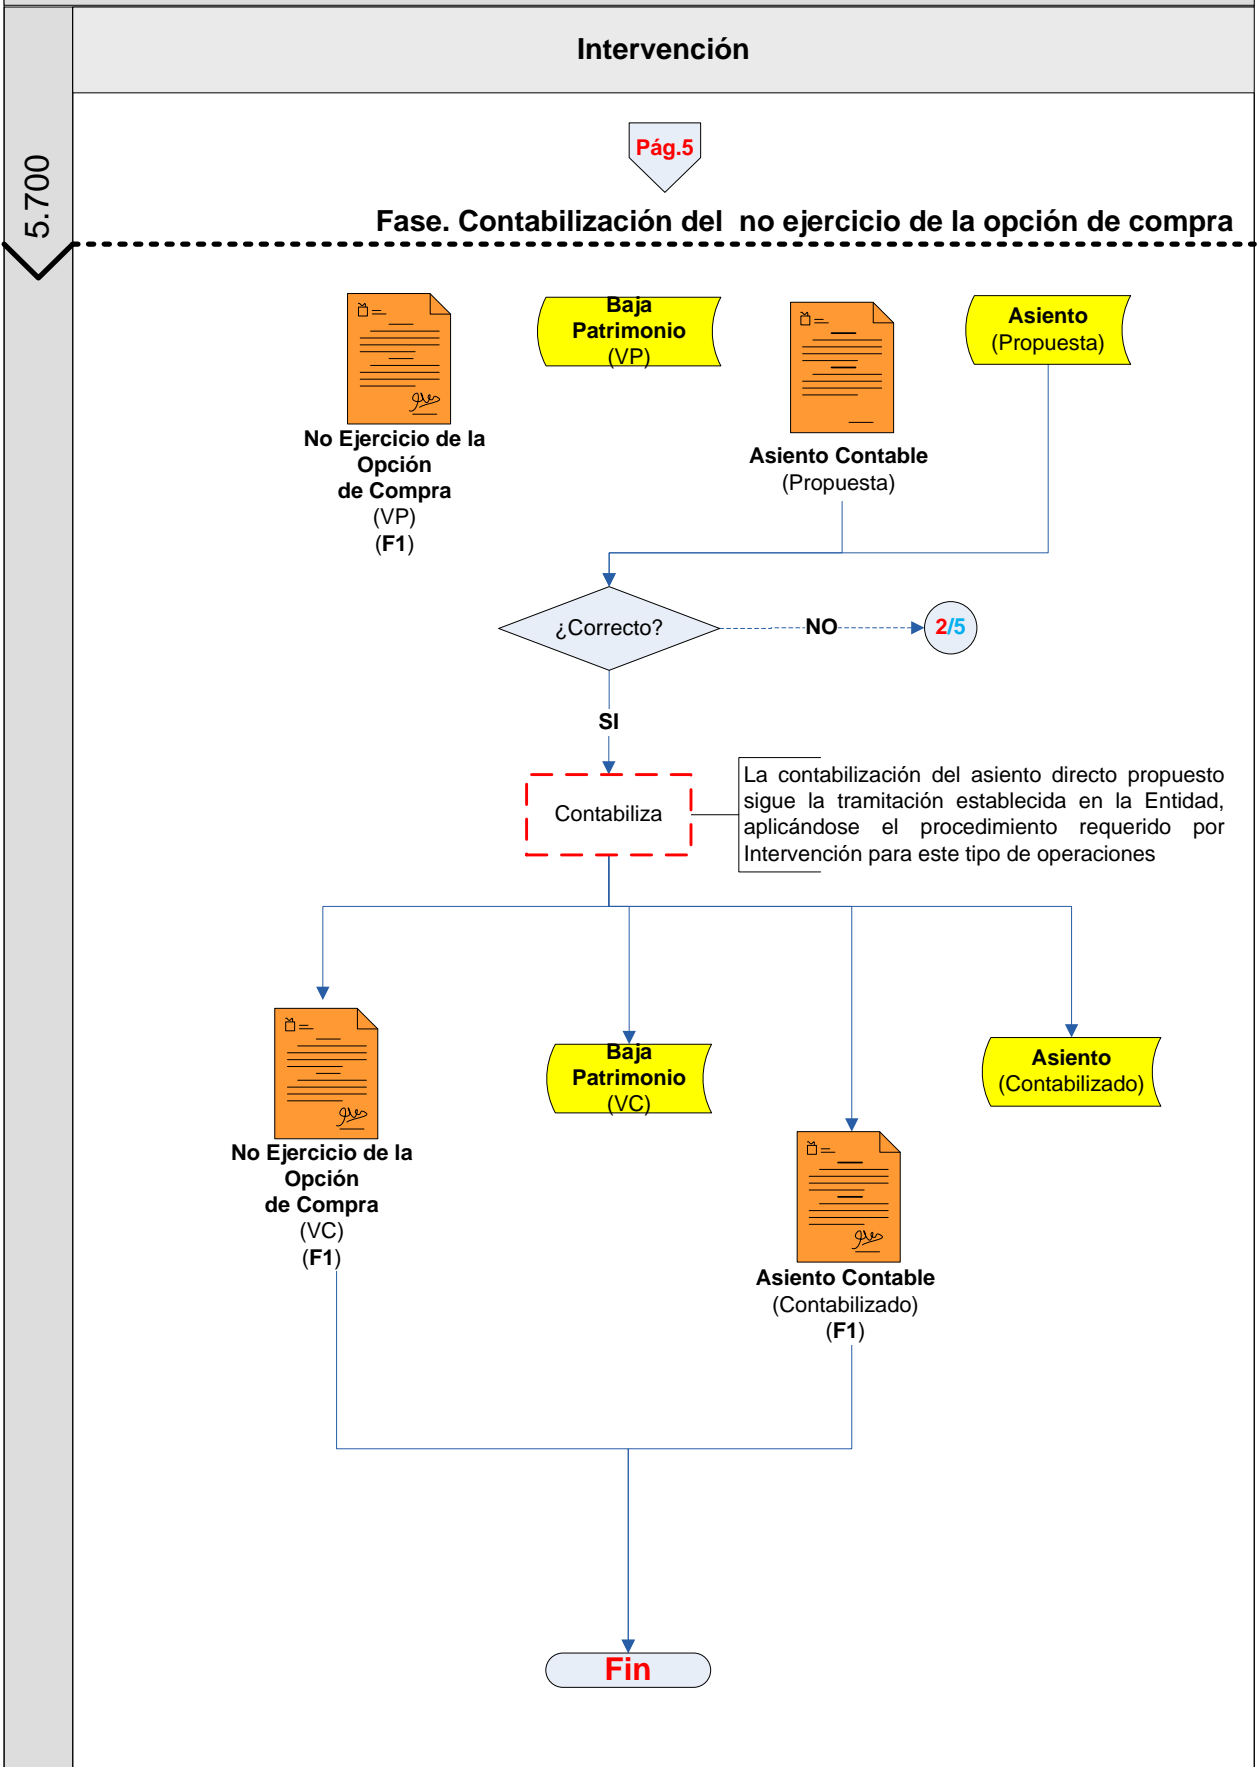 Intervención
5.700
Pág.5
Fase. Contabilización del  no ejercicio de la opción de compra
No Ejercicio de la
Opción
de Compra
(VP)
(F1)
Baja
Patrimonio
(VP)
Asiento Contable
(Propuesta)
Asiento
(Propuesta)
¿Correcto?
NO
2/5
SI
Contabiliza
La contabilización del asiento directo propuesto
sigue la tramitación establecida en la Entidad,
aplicándose el procedimiento requerido por
Intervención para este tipo de operaciones
No Ejercicio de la
Opción
de Compra
(VC)
(F1)
Baja
Patrimonio
(VC)
Asiento Contable
(Contabilizado)
(F1)
Asiento
(Contabilizado)
Fin